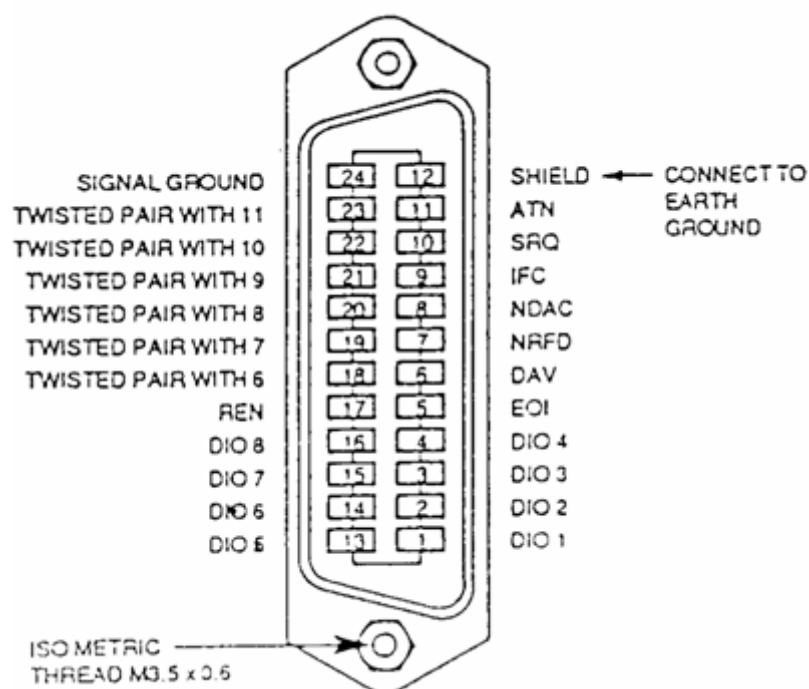 SIGNAL GROUND 24 12 SHIELD CONNECT TO
TWISTED PAIR WITH 11 23 11 ATN EARTH
GROUND
TWISTED PAIR WITH 10 22 10 SRQ
TWISTED PAIR WITH 9 21 9 IFC
TWISTED PAIR WITH 8 20 8 NDAC
TWISTED PAIR WITH 7 19 7 NRFD
TWISTED PAIR WITH 6 18 6 DAV
REN 17 5 EOI
DIO 8 16 4 DIO 4
DIO 7 15 3 DIO 3
DIO 6 14 2 DIO 2
DIO 5 13 1 DIO 1
ISO METRIC
THREAD M3.5 x 0.6